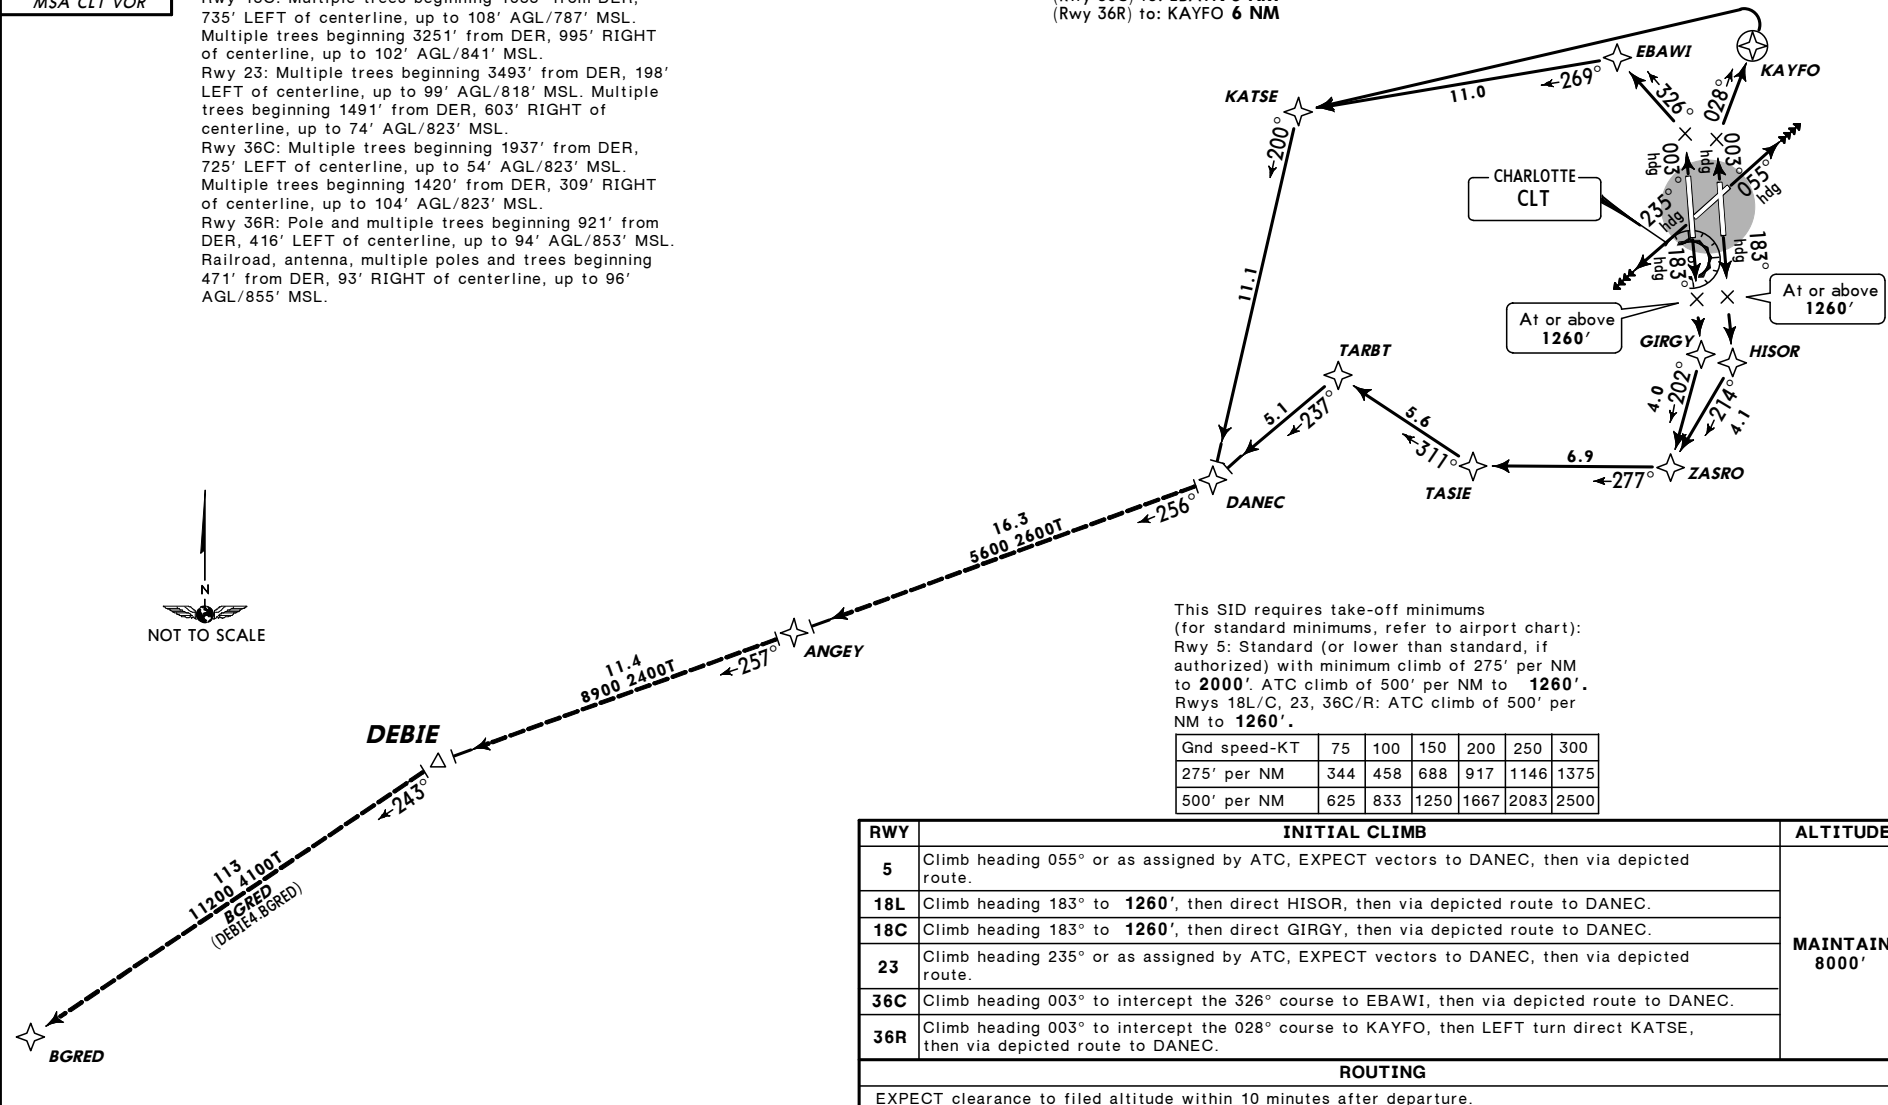 MSA CLT VOR
735' LEFT of centerline, up to 108' AGL/787' MSL.
Multiple trees beginning 3251' from DER, 995' RIGHT
of centerline, up to 102' AGL/841' MSL.
Rwy 23: Multiple trees beginning 3493' from DER, 198'
LEFT of centerline, up to 99' AGL/818' MSL. Multiple
trees beginning 1491' from DER, 603' RIGHT of
centerline, up to 74' AGL/823' MSL.
Rwy 36C: Multiple trees beginning 1937' from DER,
725' LEFT of centerline, up to 54' AGL/823' MSL.
Multiple trees beginning 1420' from DER, 309' RIGHT
of centerline, up to 104' AGL/823' MSL.
Rwy 36R: Pole and multiple trees beginning 921' from
DER, 416' LEFT of centerline, up to 94' AGL/853' MSL.
Railroad, antenna, multiple poles and trees beginning
471' from DER, 93' RIGHT of centerline, up to 96'
AGL/855' MSL.
(Rwy 36R) to: KAYFO 6 NM
EBAWI
KAYFO
KATSE
11.0
269°
326°
028°
200°
003°
hdg
003°
hdg
055°
hdg
CHARLOTTE
CLT
235°
hdg
183°
hdg
183°
hdg
At or above
1260'
At or above
1260'
11.1
GIRGY
HISOR
TARBT
202°
4.0
214°
4.1
5.1
237°
5.6
311°
6.9
277°
TASIE
ZASRO
DANEC
256°
16.3
5600 2600T
N
NOT TO SCALE
ANGEY
257°
11.4
8900 2400T
DEBIE
243°
113
11200 4100T
BGRED
(DEBIE4.BGRED)
BGRED
This SID requires take-off minimums
(for standard minimums, refer to airport chart):
Rwy 5: Standard (or lower than standard, if
authorized) with minimum climb of 275' per NM
to 2000'. ATC climb of 500' per NM to 1260'.
Rwys 18L/C, 23, 36C/R: ATC climb of 500' per
NM to 1260'.
Gnd speed-KT 75 100 150 200 250 300
275' per NM 344 458 688 917 1146 1375
500' per NM 625 833 1250 1667 2083 2500
RWY INITIAL CLIMB ALTITUDE
5 Climb heading 055° or as assigned by ATC, EXPECT vectors to DANEC, then via depicted
route.
18L Climb heading 183° to 1260', then direct HISOR, then via depicted route to DANEC.
18C Climb heading 183° to 1260', then direct GIRGY, then via depicted route to DANEC.
23 Climb heading 235° or as assigned by ATC, EXPECT vectors to DANEC, then via depicted
route.
MAINTAIN
8000'
36C Climb heading 003° to intercept the 326° course to EBAWI, then via depicted route to DANEC.
36R Climb heading 003° to intercept the 028° course to KAYFO, then LEFT turn direct KATSE,
then via depicted route to DANEC.
ROUTING
EXPECT clearance to filed altitude within 10 minutes after departure.